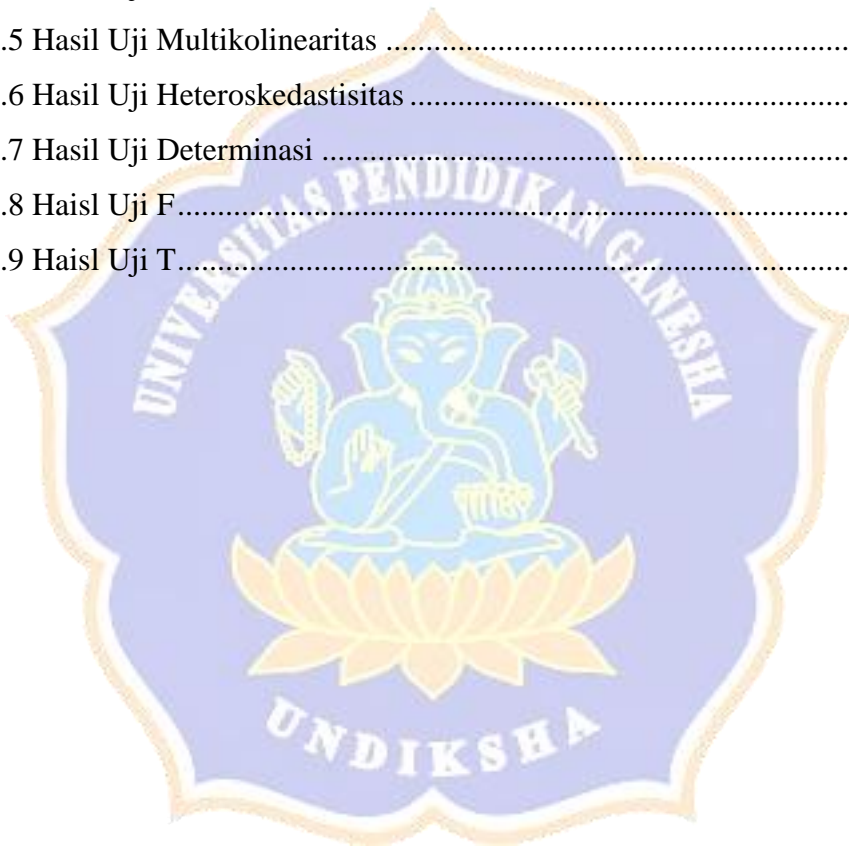 .5 Hasil Uji Multikolinearitas ................................................................
.6 Hasil Uji Heteroskedastisitas ................................................................
.7 Hasil Uji Determinasi ................................................................
.8 Haisl Uji F................................................................
.9 Haisl Uji T................................................................
UNIVERSITAS PENDIDIKAN GANESHA
UNDIKSHA